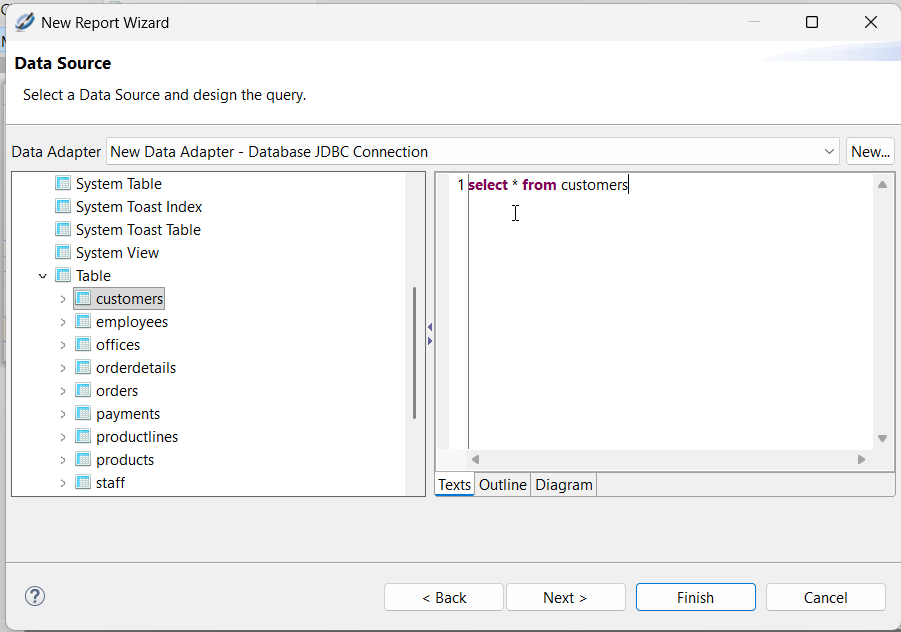 New Report Wizard
Data Source
Select a Data Source and design the query.
Data Adapter New Data Adapter - Database JDBC Connection New...
System Table
System Toast Index
System Toast Table
System View
Table
customers
employees
offices
orderdetails
orders
payments
productlines
products
staff
1 select * from customers
Texts Outline Diagram
? < Back Next > Finish Cancel